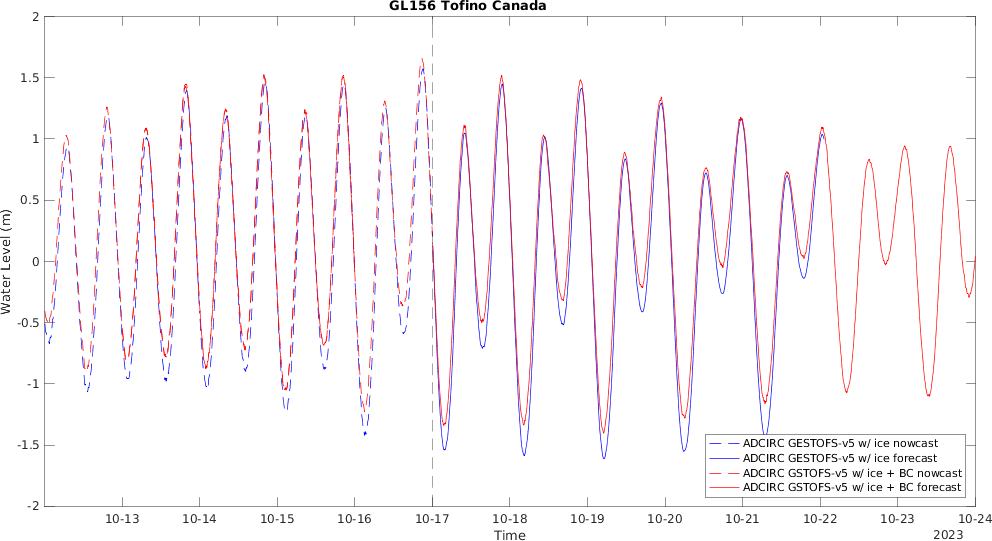 GL156 Tofino Canada
2
1.5
1
0.5
0
-0.5
-1
-1.5
-2
Water Level (m)
ADCIRC GESTOFS-v5 w/ ice nowcast
ADCIRC GESTOFS-v5 w/ ice forecast
ADCIRC GSTOFS-v5 w/ ice + BC nowcast
ADCIRC GSTOFS-v5 w/ ice + BC forecast
10-13 10-14 10-15 10-16 10-17 10-18 10-19 10-20 10-21 10-22 10-23 10-24
Time
2023